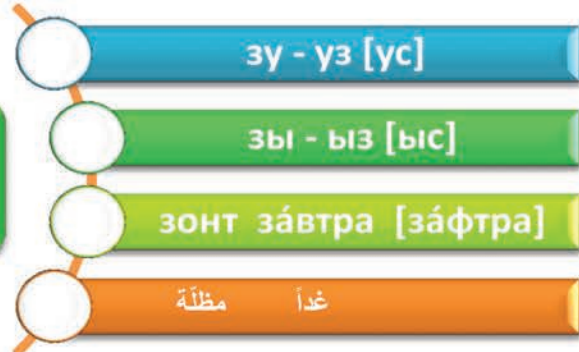 зу - уз [ус]
зы - ыз [ыс]
зонт за́втра [за́фтра]
غداً مظلّة